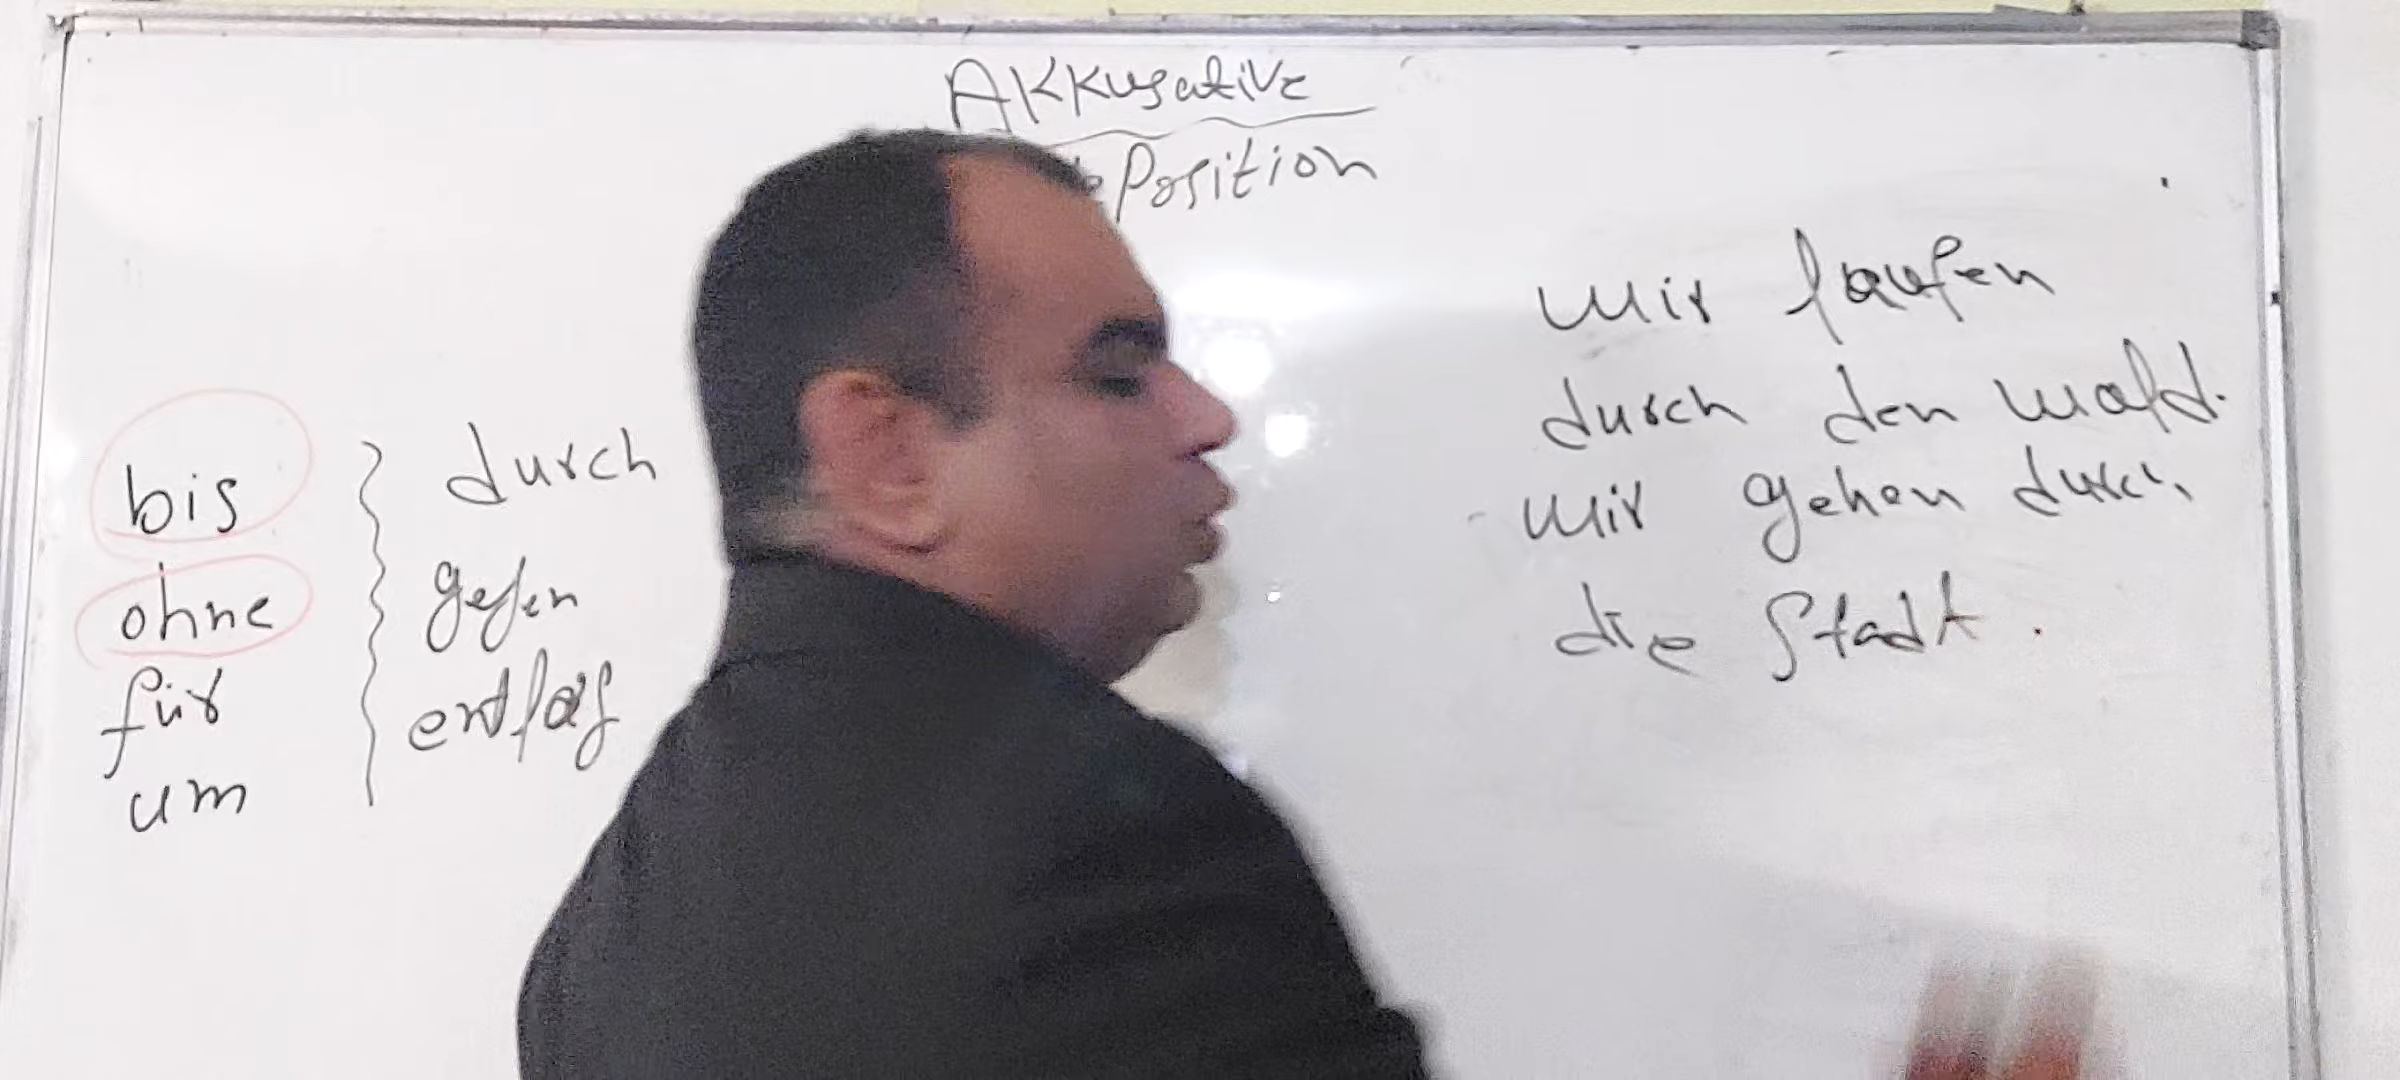 Akkusative
Position
bis
ohne
für
um
durch
gegen
entlang
wir laufen
durch den wald.
wir gehen durch
die Stadt.